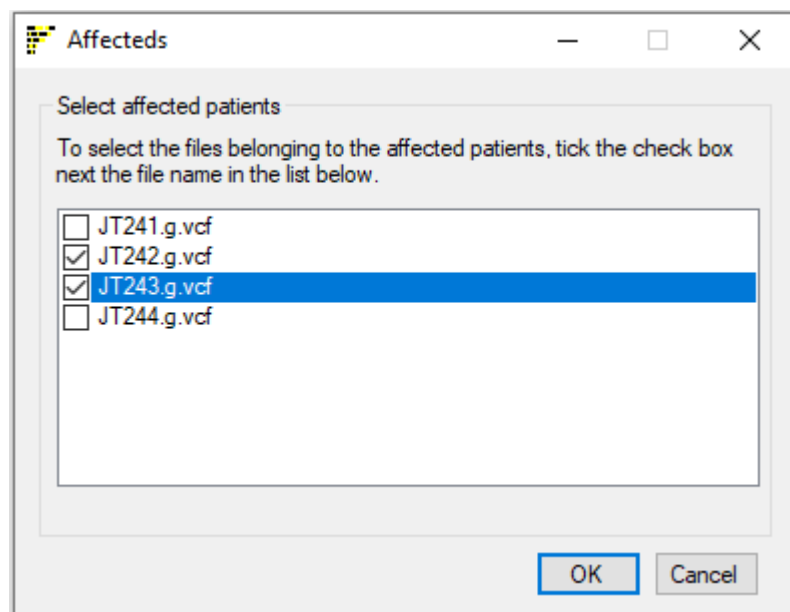 Affecteds
Select affected patients
To select the files belonging to the affected patients, tick the check box
next the file name in the list below.
JT241.g.vcf
JT242.g.vcf
JT243.g.vcf
JT244.g.vcf
OK
Cancel